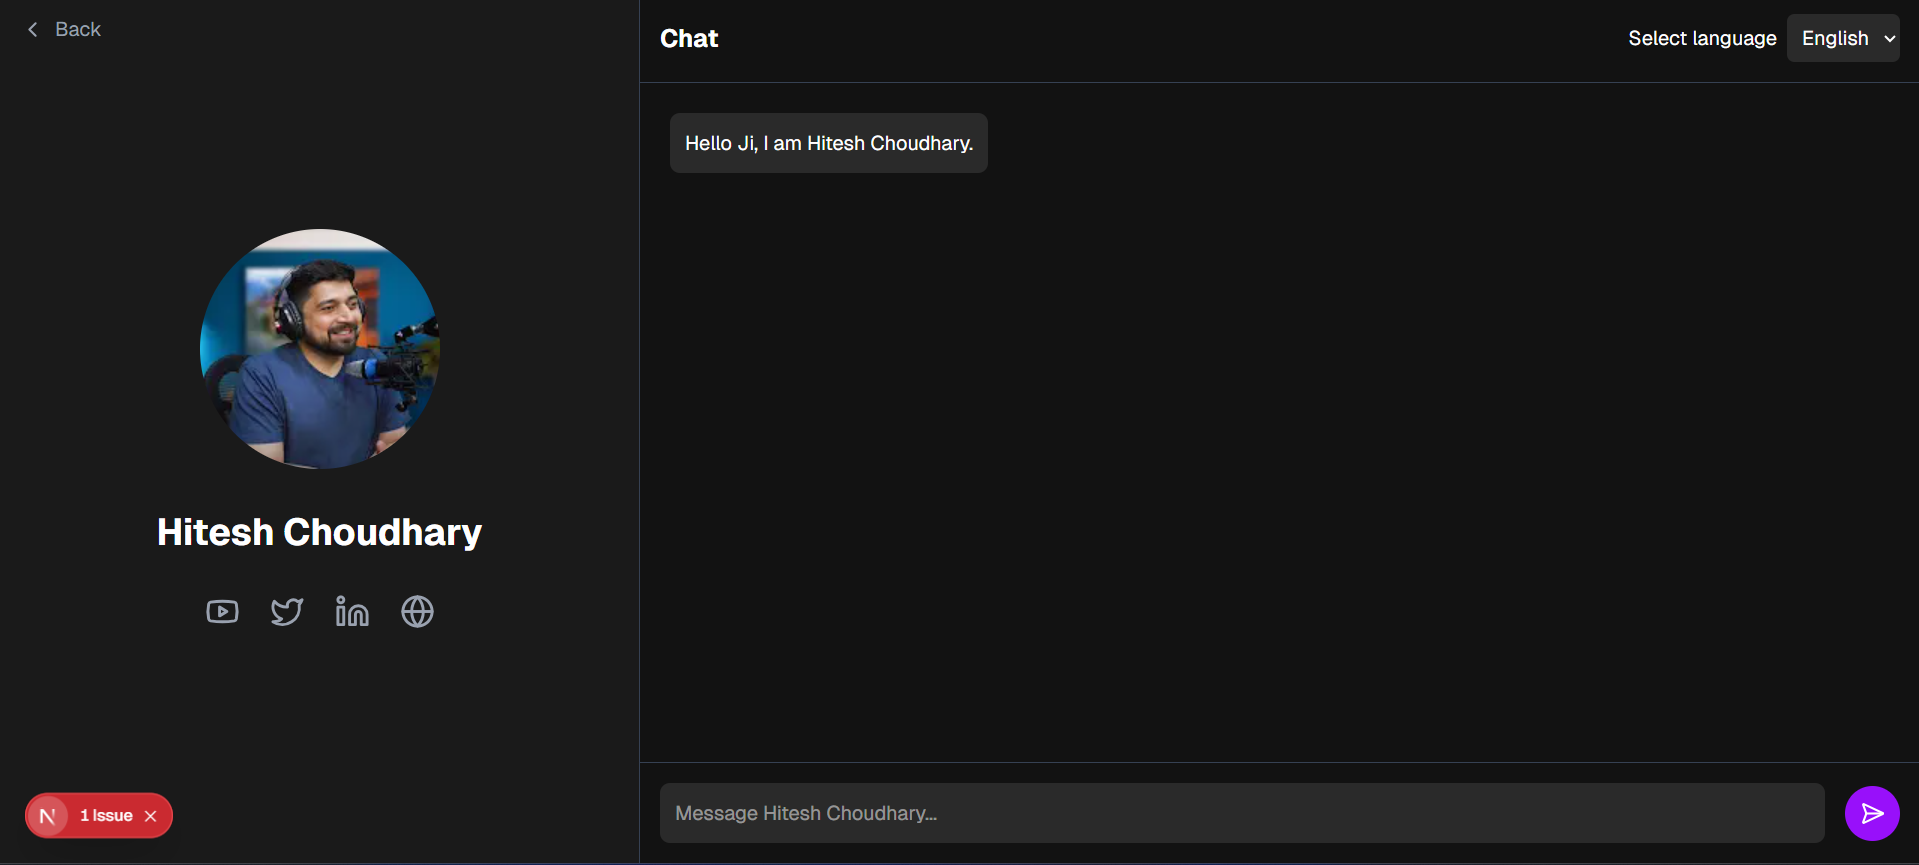 Back
Hitesh Choudhary
N 1 Issue
Chat
Select language English
Hello Ji, I am Hitesh Choudhary.
Message Hitesh Choudhary...